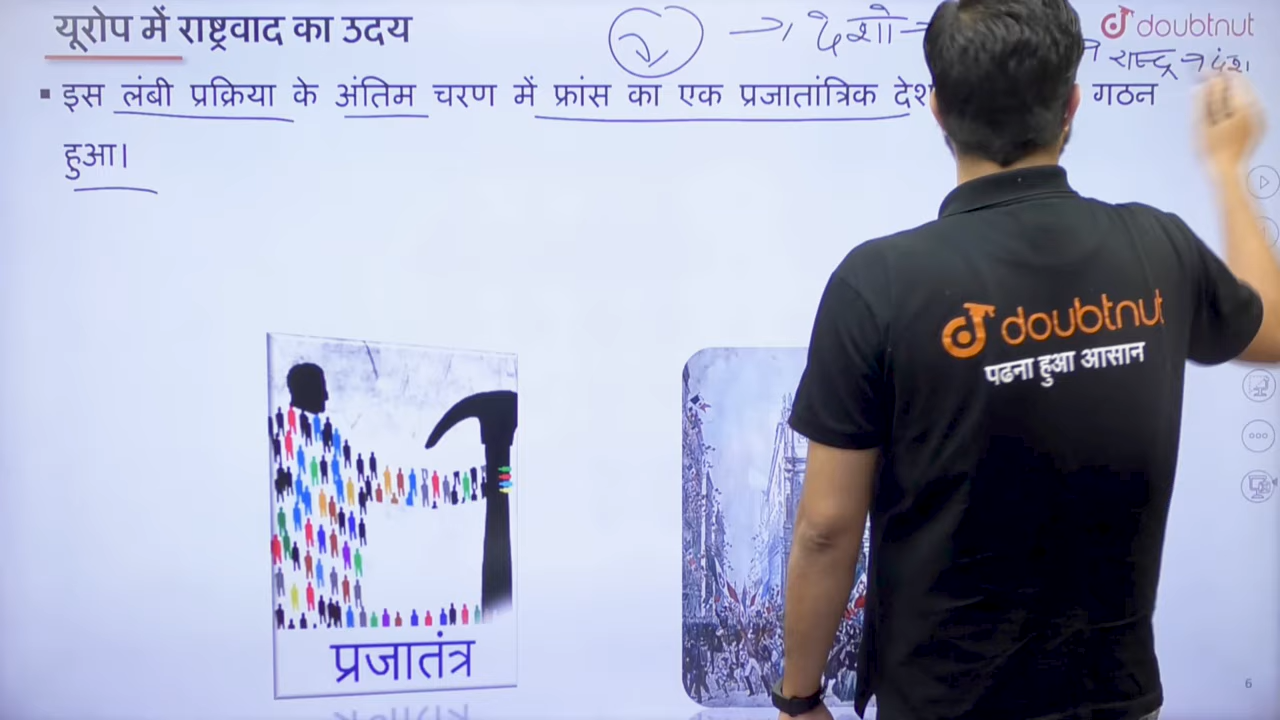 यूरोप में राष्ट्रवाद का उदय
देशों
doubtnut
राष्ट्र → देश
▪ इस लंबी प्रक्रिया के अंतिम चरण में फ्रांस का एक प्रजातांत्रिक देश गठन
हुआ।
doubtnut
पढना हुआ आसान
प्रजातंत्र
6